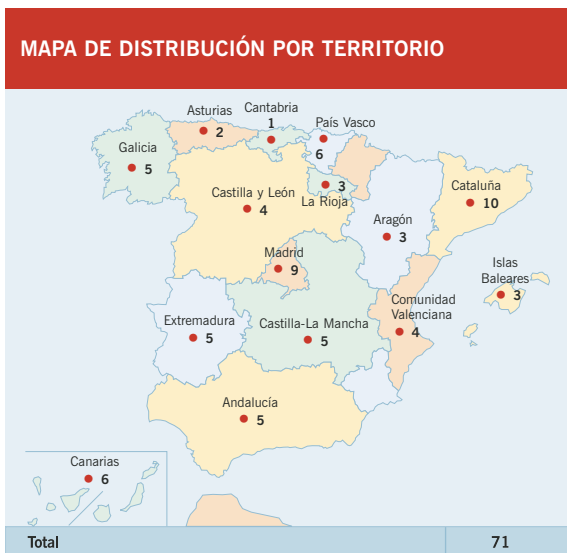 MAPA DE DISTRIBUCIÓN POR TERRITORIO
Asturias
2
Cantabria
1
País Vasco
6
Galicia
5
Castilla y León
4
3
La Rioja
Cataluña
10
Aragón
3
Madrid
9
Islas
Baleares
3
Comunidad
Valenciana
4
Extremadura
5
Castilla-La Mancha
5
Andalucía
5
Canarias
6
Total 71